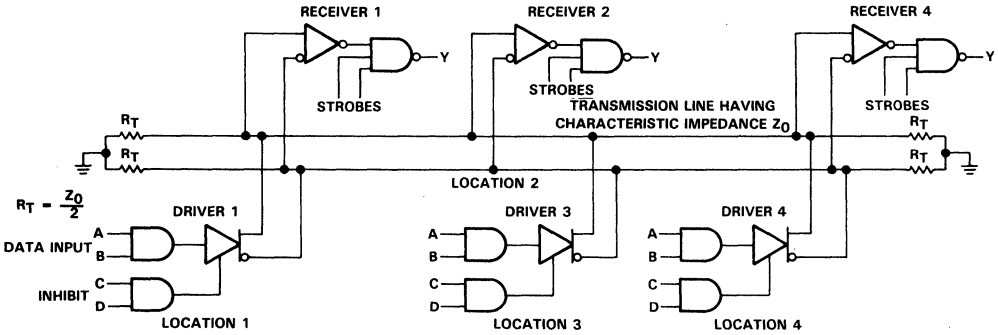 RECEIVER 1
RECEIVER 2
RECEIVER 4
Y
Y
Y
STROBES
STROBES
STROBES
TRANSMISSION LINE HAVING
CHARACTERISTIC IMPEDANCE Z0
RT
RT
RT
RT
LOCATION 2
RT = Z0/2
DRIVER 1
DRIVER 3
DRIVER 4
DATA INPUT
A
B
A
B
A
B
INHIBIT
C
D
C
D
C
D
LOCATION 1
LOCATION 3
LOCATION 4